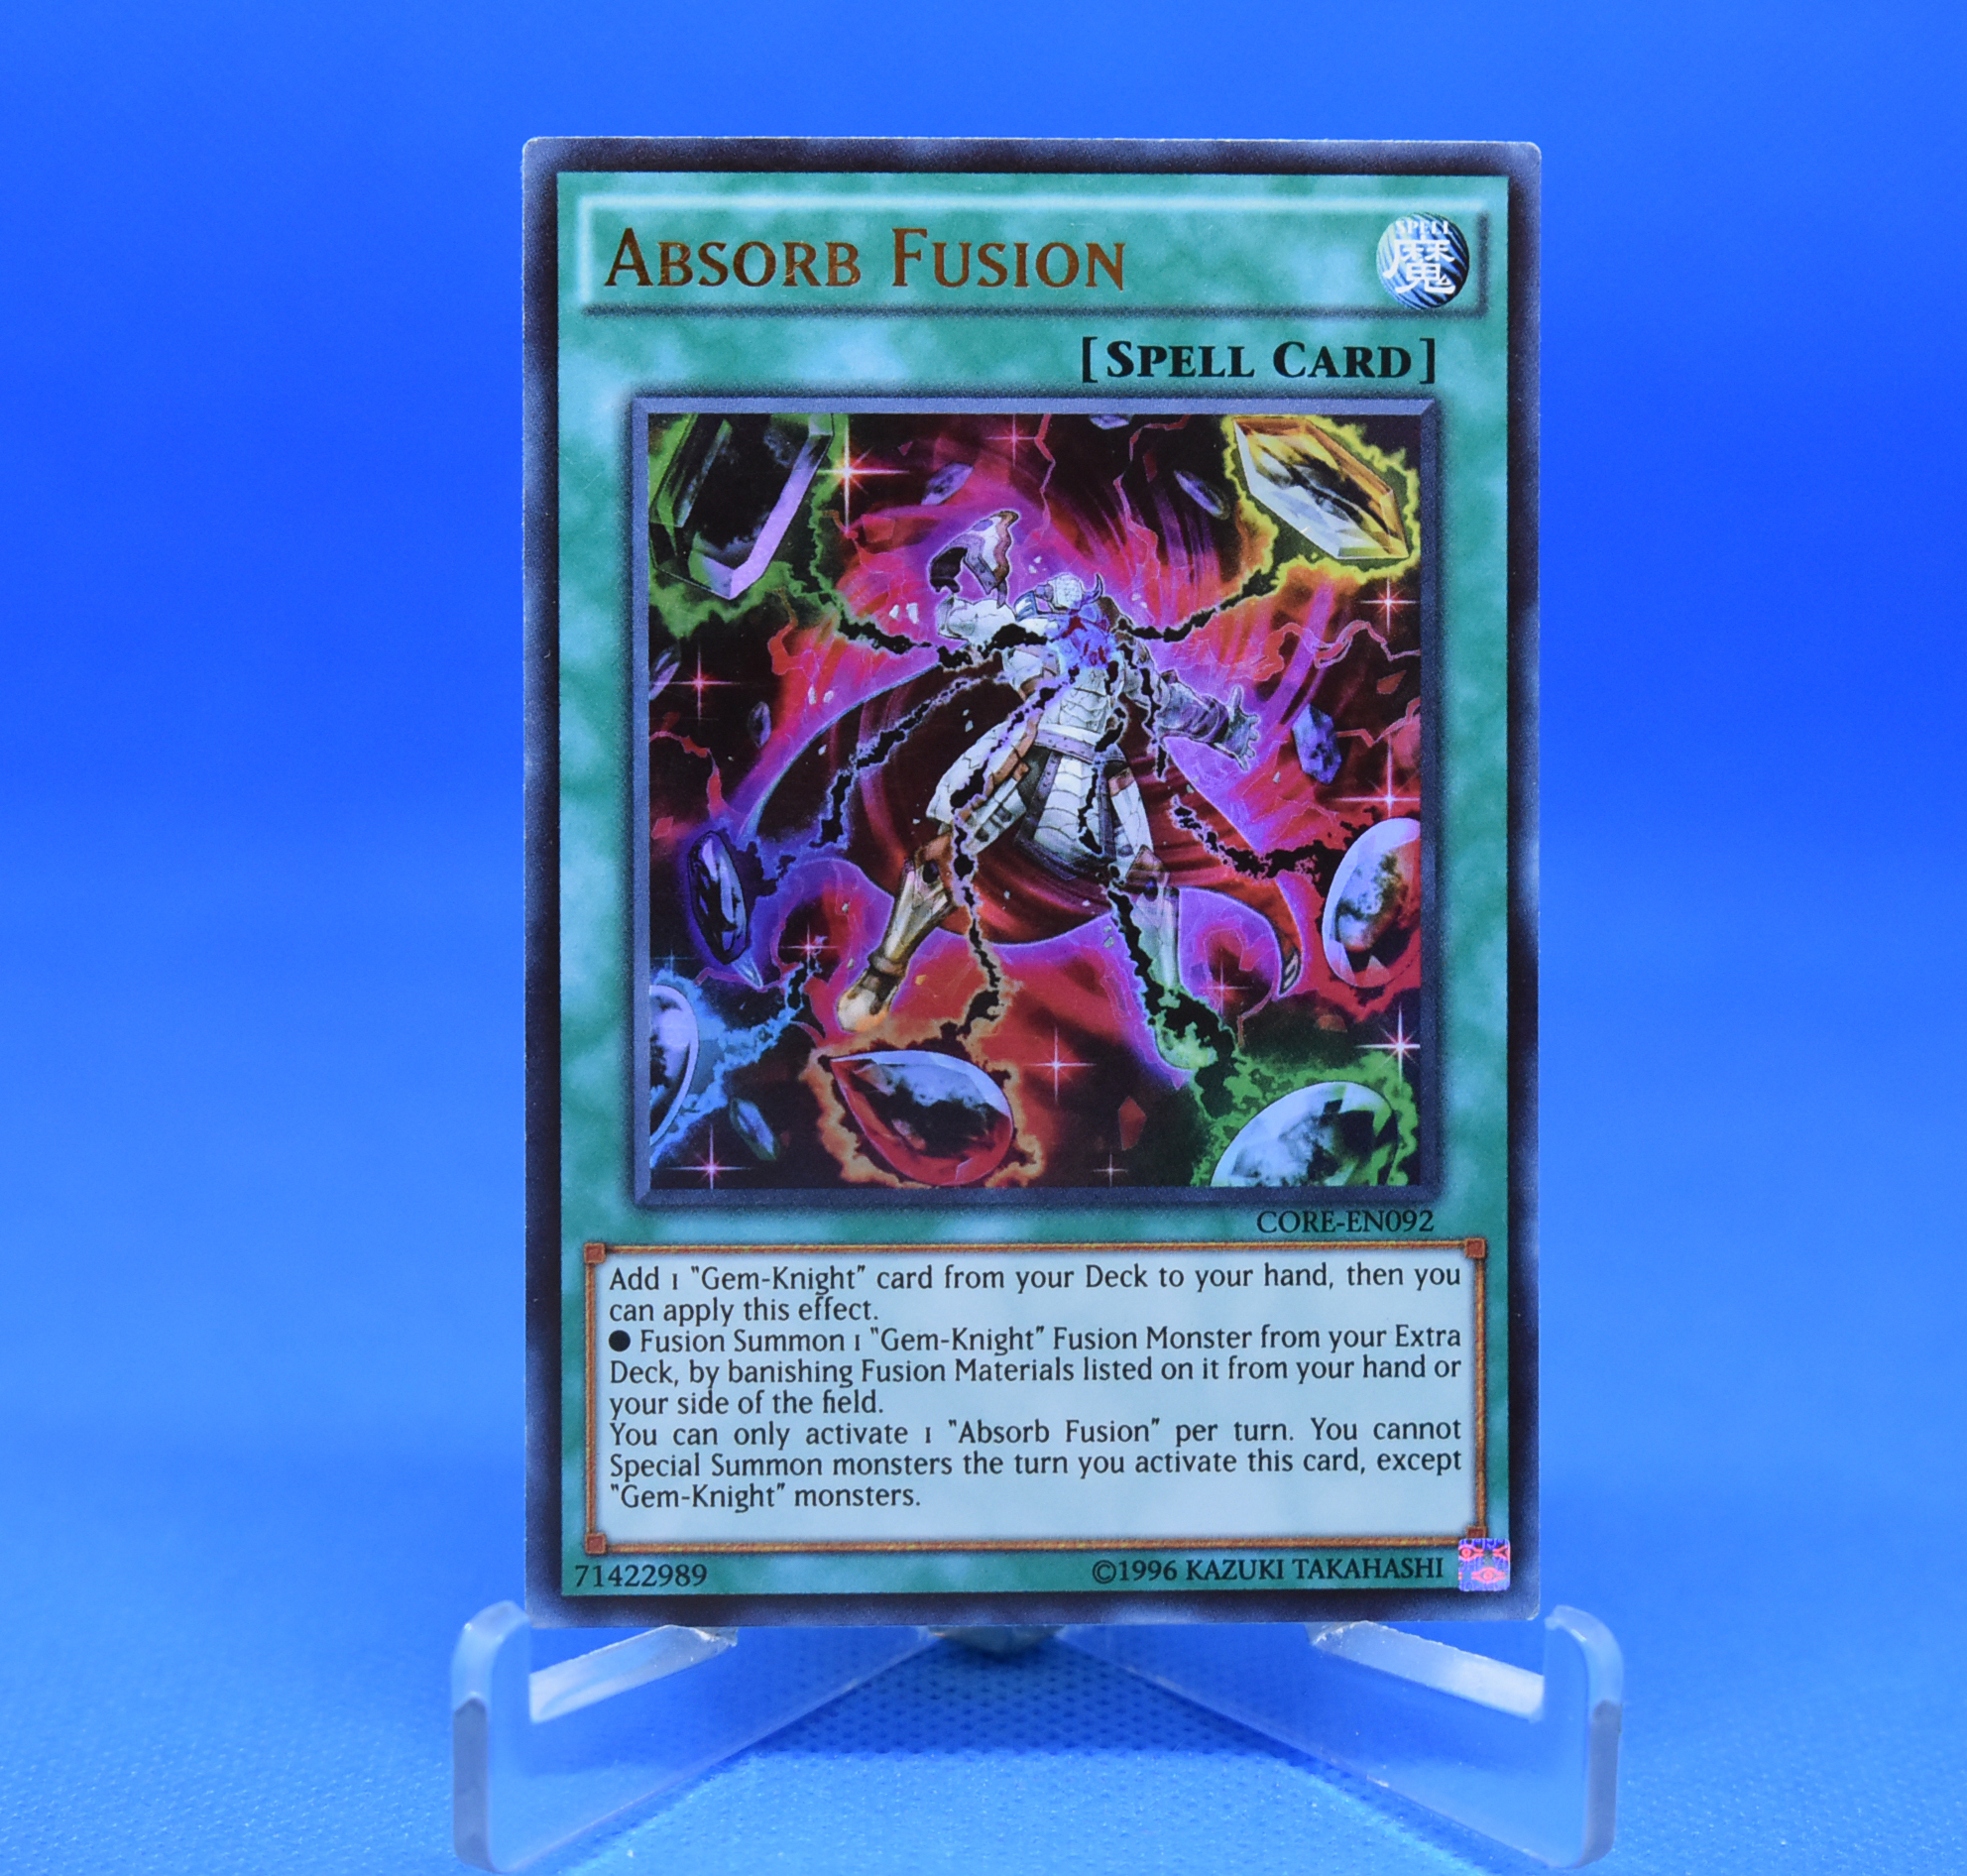 ABSORB FUSION
SPELL
魔
[SPELL CARD]
CORE-EN092
Add 1 "Gem-Knight" card from your Deck to your hand, then you
can apply this effect.
● Fusion Summon 1 "Gem-Knight" Fusion Monster from your Extra
Deck, by banishing Fusion Materials listed on it from your hand or
your side of the field.
You can only activate 1 "Absorb Fusion" per turn. You cannot
Special Summon monsters the turn you activate this card, except
"Gem-Knight" monsters.
71422989
©1996 KAZUKI TAKAHASHI